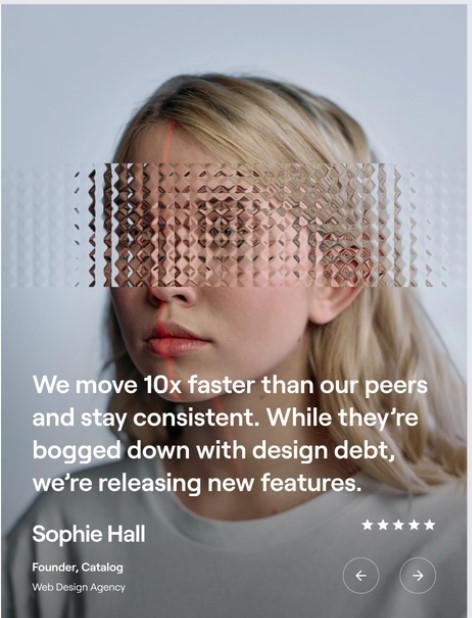 We move 10x faster than our peers
and stay consistent. While they’re
bogged down with design debt,
we’re releasing new features.
Sophie Hall
Founder, Catalog
Web Design Agency